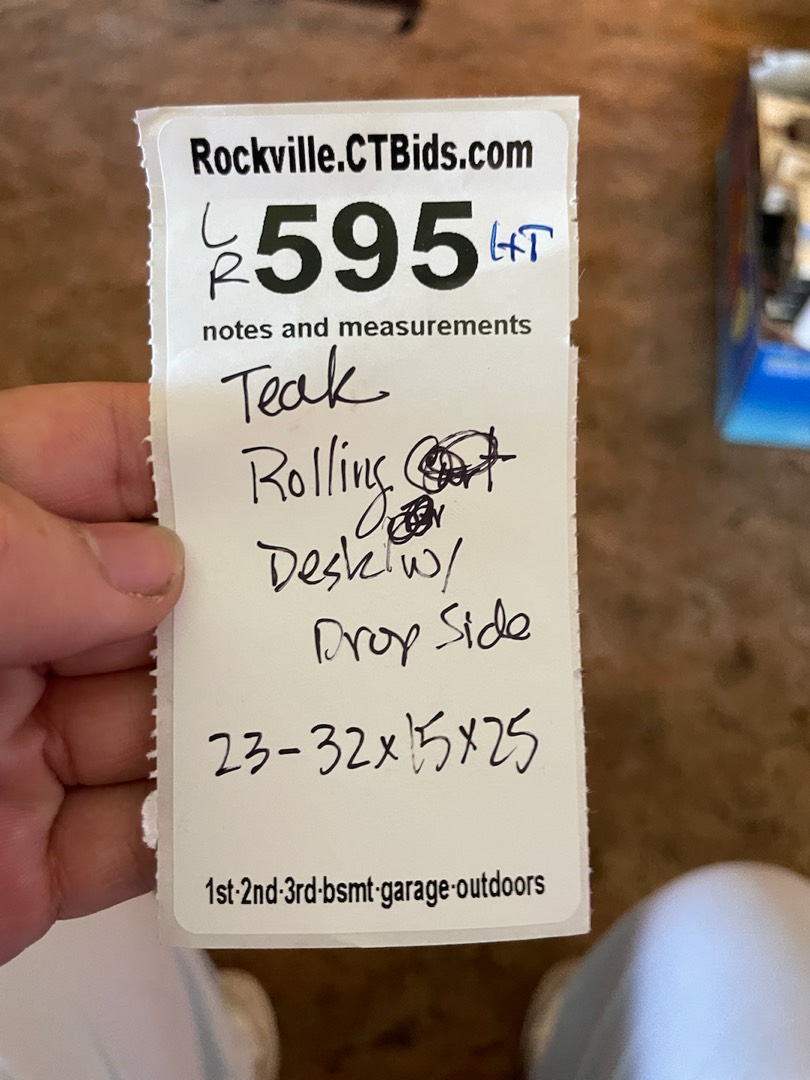 Rockville.CTBids.com
L
R 595 HT
notes and measurements
Teak
Rolling
Desk w/
Drop Side
23-32x15x25
1st·2nd·3rd·bsmt·garage·outdoors